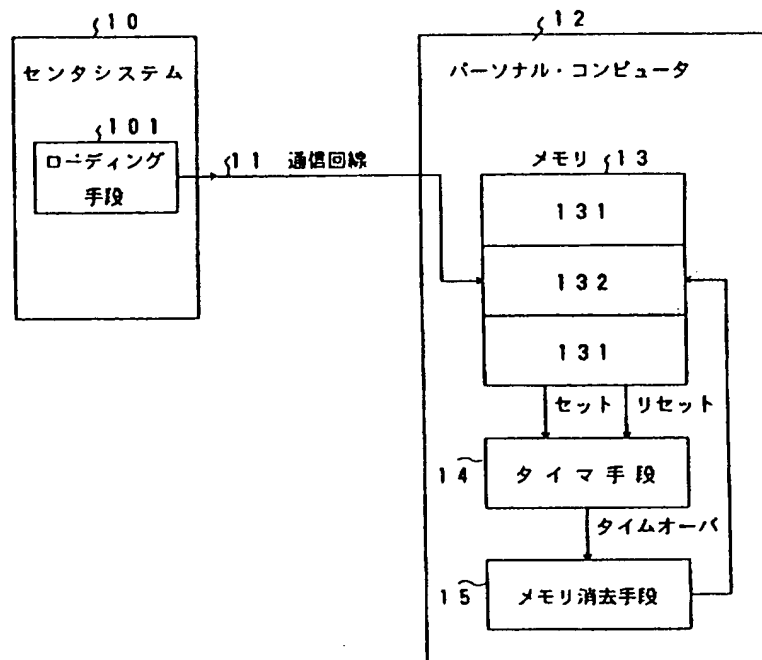 10
センタシステム
101
ローディング
手段
11 通信回線
12
パーソナル・コンピュータ
メモリ 13
131
132
131
セット リセット
14 タイマ手段
タイムオーバ
15 メモリ消去手段